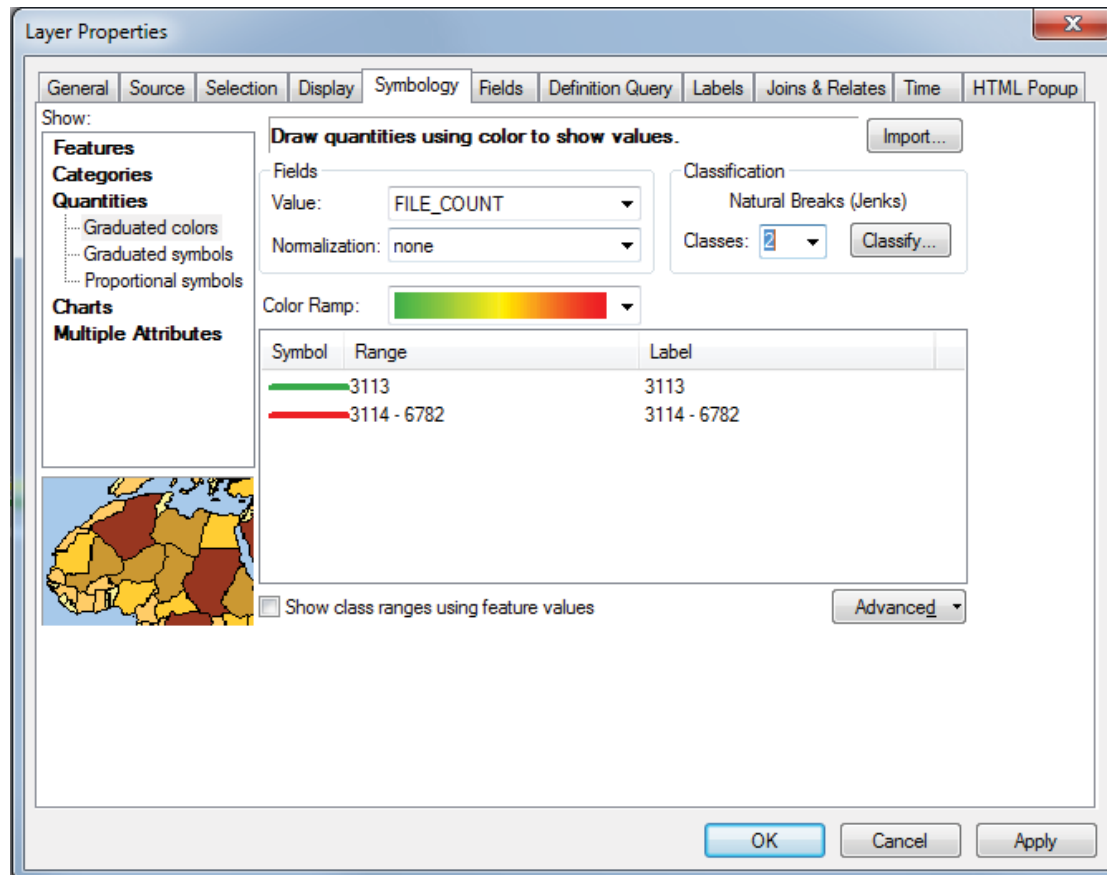 Layer Properties
General Source Selection Display Symbology Fields Definition Query Labels Joins & Relates Time HTML Popup
Show:
Features
Categories
Quantities
Graduated colors
Graduated symbols
Proportional symbols
Charts
Multiple Attributes
Draw quantities using color to show values.
Import...
Fields
Value: FILE_COUNT
Normalization: none
Classification
Natural Breaks (Jenks)
Classes: 2 Classify...
Color Ramp:
Symbol Range Label
3113 3113
3114 - 6782 3114 - 6782
Show class ranges using feature values
Advanced
OK Cancel Apply